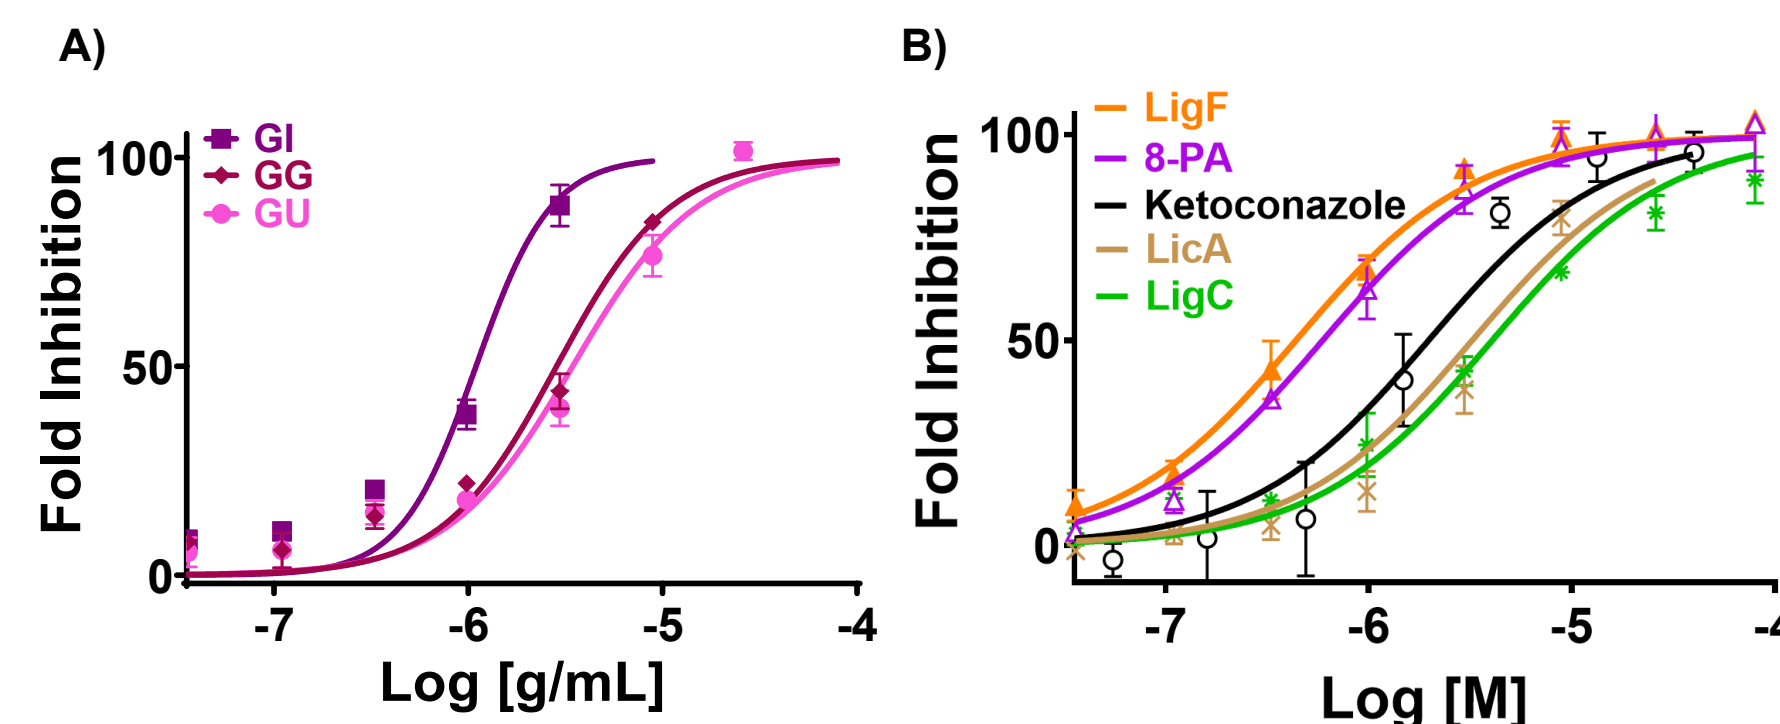 A)
GI
GG
GU
100
50
0
-7
-6
-5
-4
Fold Inhibition
Log [g/mL]
B)
LigF
8-PA
Ketoconazole
LicA
LigC
100
50
0
-7
-6
-5
-4
Fold Inhibition
Log [M]